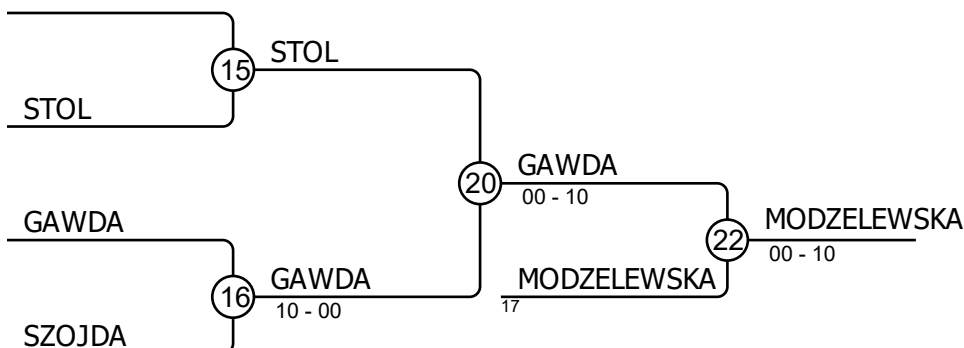 STOL
15
STOL
GAWDA
20
00 - 10
MODZELEWSKA
22
00 - 10
GAWDA
GAWDA
16
10 - 00
MODZELEWSKA
17
SZOJDA